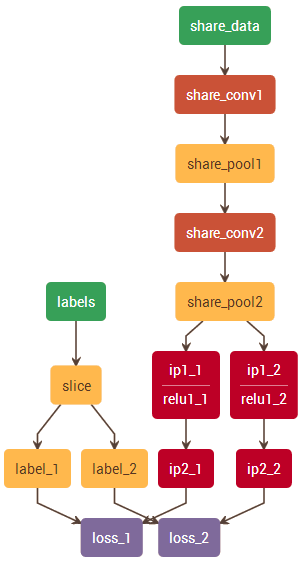 share_data
share_conv1
share_pool1
share_conv2
labels
share_pool2
slice
ip1_1
relu1_1
ip1_2
relu1_2
label_1
label_2
ip2_1
ip2_2
loss_1
loss_2